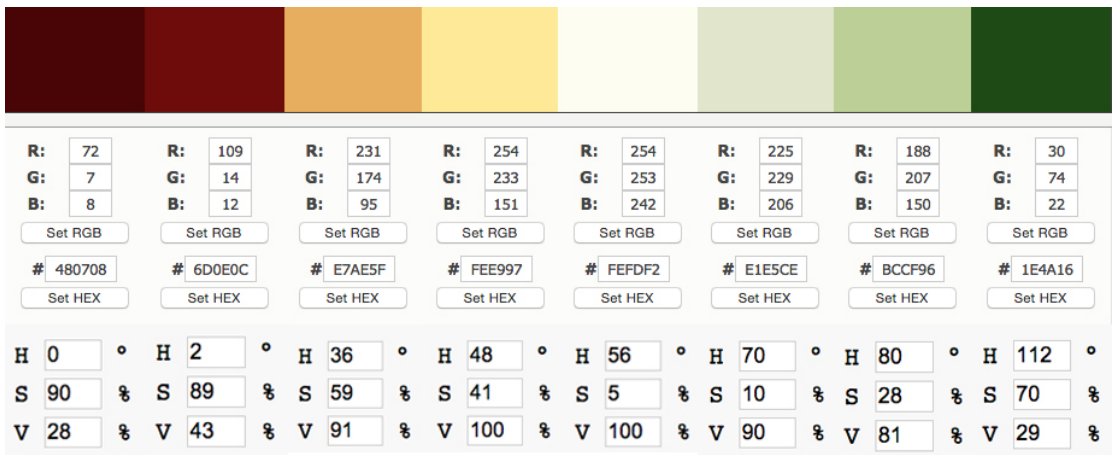 R: 72 R: 109 R: 231 R: 254 R: 254 R: 225 R: 188 R: 30
G: 7 G: 14 G: 174 G: 233 G: 253 G: 229 G: 207 G: 74
B: 8 B: 12 B: 95 B: 151 B: 242 B: 206 B: 150 B: 22
Set RGB Set RGB Set RGB Set RGB Set RGB Set RGB Set RGB Set RGB
# 480708 # 6D0E0C # E7AE5F # FEE997 # FEFDF2 # E1E5CE # BCCF96 # 1E4A16
Set HEX Set HEX Set HEX Set HEX Set HEX Set HEX Set HEX Set HEX
H 0 ° H 2 ° H 36 ° H 48 ° H 56 ° H 70 ° H 80 ° H 112 °
S 90 % S 89 % S 59 % S 41 % S 5 % S 10 % S 28 % S 70 %
V 28 % V 43 % V 91 % V 100 % V 100 % V 90 % V 81 % V 29 %